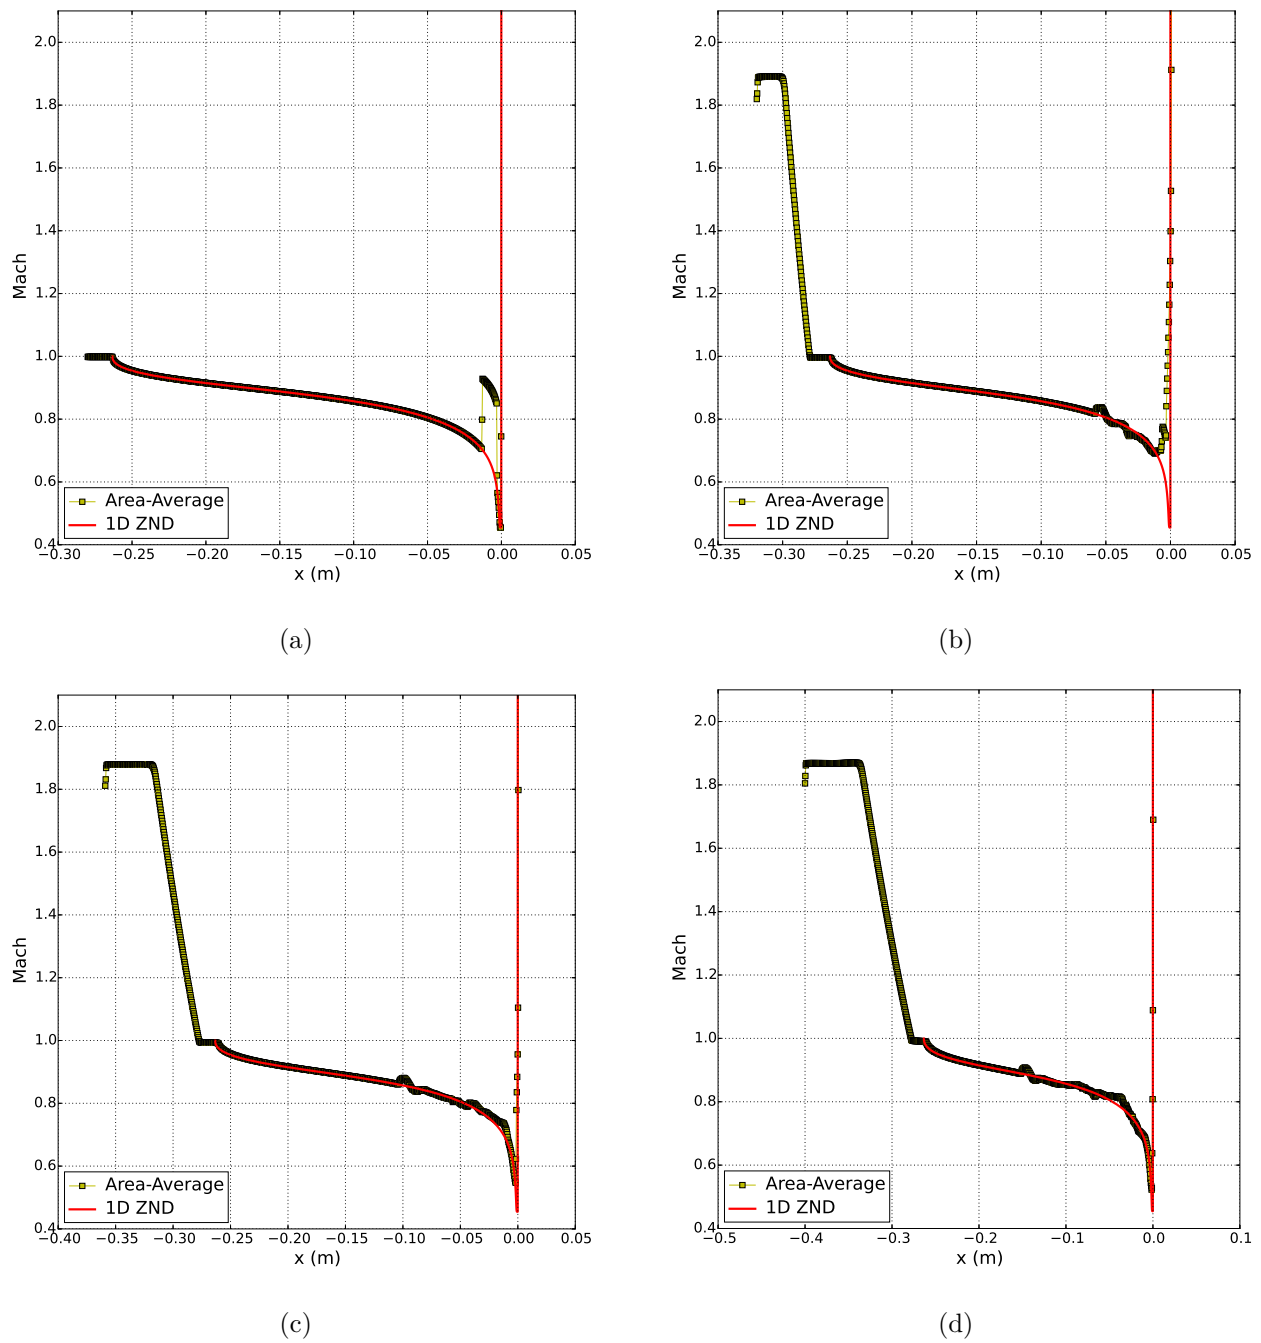 2.0
1.8
1.6
1.4
1.2
1.0
0.8
0.6
0.4
Mach
Area-Average
1D ZND
−0.30 −0.25 −0.20 −0.15 −0.10 −0.05 0.00 0.05
x (m)
(a)
2.0
1.8
1.6
1.4
1.2
1.0
0.8
0.6
0.4
Mach
Area-Average
1D ZND
−0.35 −0.30 −0.25 −0.20 −0.15 −0.10 −0.05 0.00 0.05
x (m)
(b)
2.0
1.8
1.6
1.4
1.2
1.0
0.8
0.6
0.4
Mach
Area-Average
1D ZND
−0.40 −0.35 −0.30 −0.25 −0.20 −0.15 −0.10 −0.05 0.00 0.05
x (m)
(c)
2.0
1.8
1.6
1.4
1.2
1.0
0.8
0.6
0.4
Mach
Area-Average
1D ZND
−0.5 −0.4 −0.3 −0.2 −0.1 0.0 0.1
x (m)
(d)